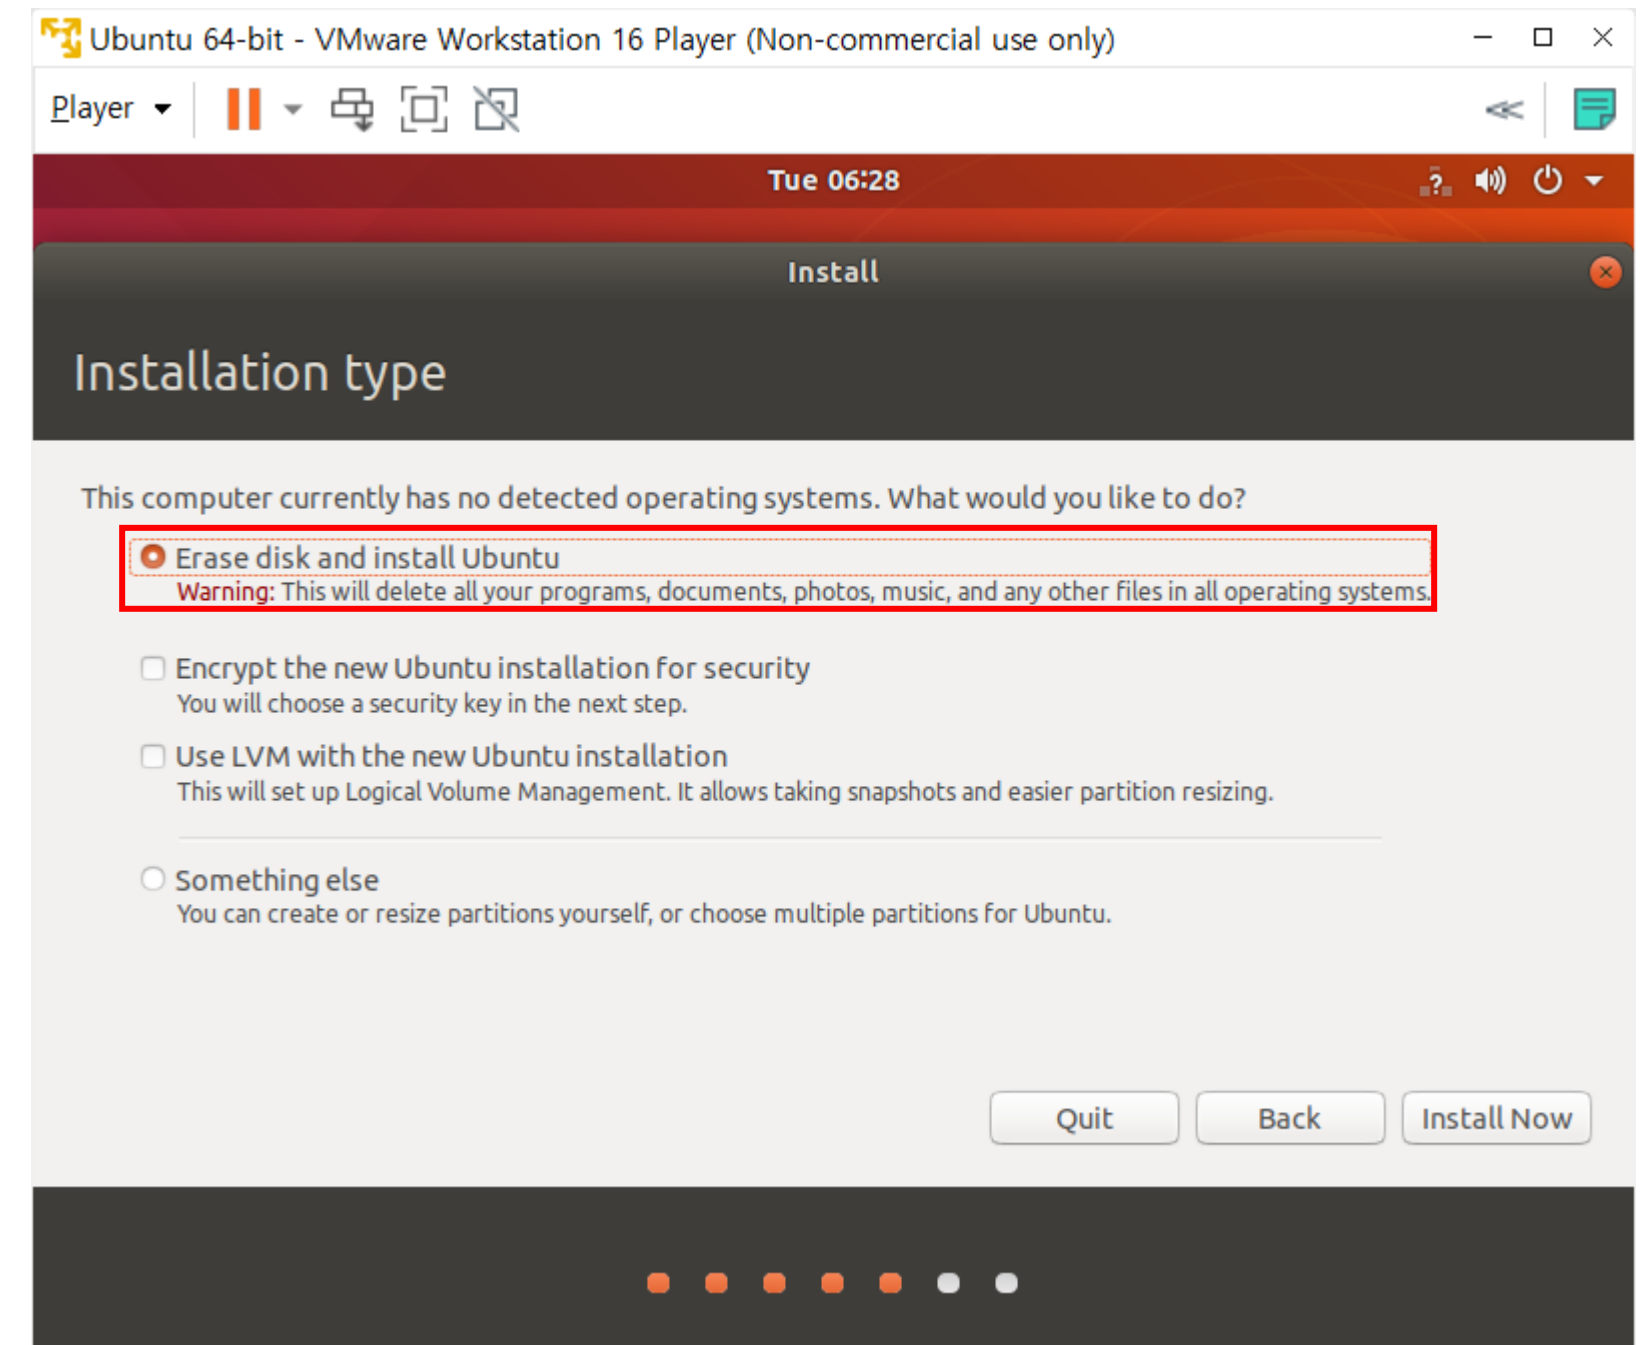 Ubuntu 64-bit - VMware Workstation 16 Player (Non-commercial use only)
Player
Tue 06:28
Install
Installation type
This computer currently has no detected operating systems. What would you like to do?
Erase disk and install Ubuntu
Warning: This will delete all your programs, documents, photos, music, and any other files in all operating systems.
Encrypt the new Ubuntu installation for security
You will choose a security key in the next step.
Use LVM with the new Ubuntu installation
This will set up Logical Volume Management. It allows taking snapshots and easier partition resizing.
Something else
You can create or resize partitions yourself, or choose multiple partitions for Ubuntu.
Quit Back Install Now